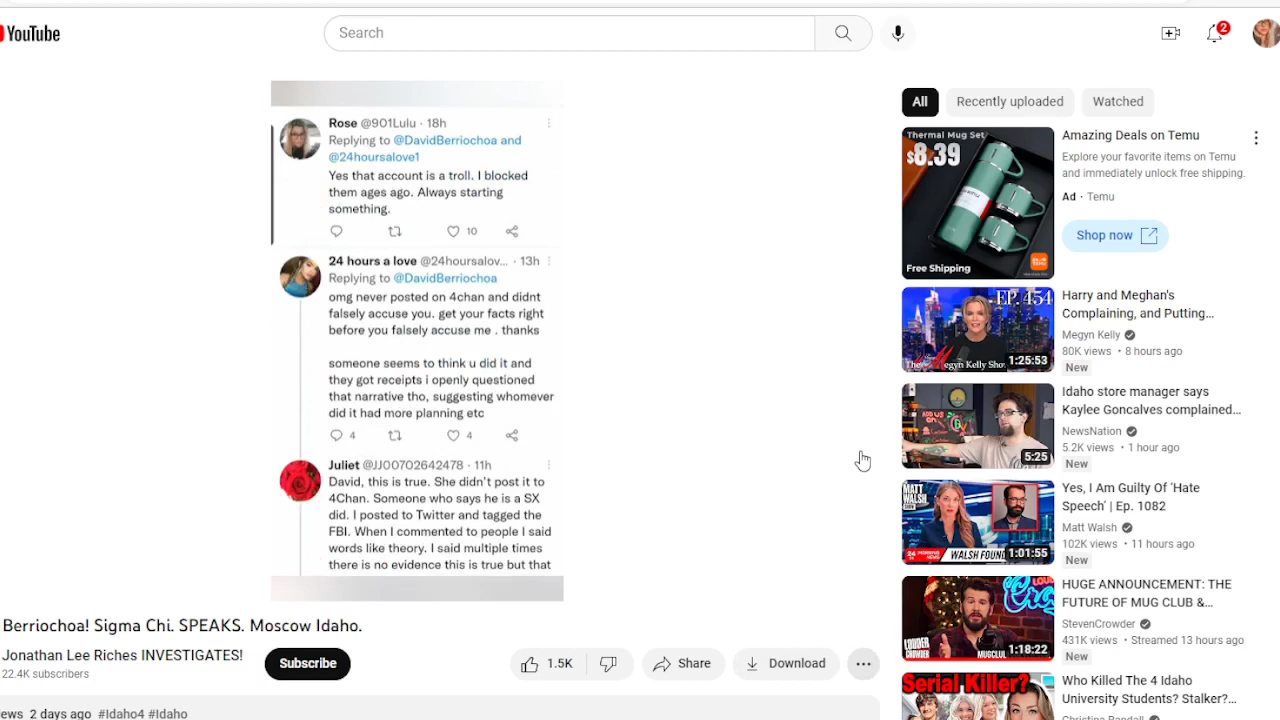 YouTube
Search
2
Rose @901Lulu · 18h
Replying to @DavidBerriochoa and
@24hoursalove1
Yes that account is a troll. I blocked
them ages ago. Always starting
something.
10
24 hours a love @24hoursalov... · 13h
Replying to @DavidBerriochoa
omg never posted on 4chan and didnt
falsely accuse you. get your facts right
before you falsely accuse me . thanks
someone seems to think u did it and
they got receipts i openly questioned
that narrative tho, suggesting whomever
did it had more planning etc
4
4
Juliet @JJ00702642478 · 11h
David, this is true. She didn't post it to
4Chan. Someone who says he is a SX
did. I posted to Twitter and tagged the
FBI. When I commented to people I said
words like theory. I said multiple times
there is no evidence this is true but that
Berriochoa! Sigma Chi. SPEAKS. Moscow Idaho.
Jonathan Lee Riches INVESTIGATES!
22.4K subscribers
Subscribe
1.5K
Share
Download
...
ews 2 days ago #Idaho4 #Idaho
All
Recently uploaded
Watched
Thermal Mug Set
$8.39
Free Shipping
Amazing Deals on Temu
Explore your favorite items on Temu
and immediately unlock free shipping.
Ad · Temu
Shop now
EP. 454
The Megyn Kelly Show
1:25:53
Harry and Meghan's
Complaining, and Putting...
Megyn Kelly
80K views · 8 hours ago
New
5:25
Idaho store manager says
Kaylee Goncalves complained...
NewsNation
5.2K views · 1 hour ago
New
MATT
WALSH
SHOW
WALSH FOUND
1:01:55
Yes, I Am Guilty Of 'Hate
Speech' | Ep. 1082
Matt Walsh
102K views · 11 hours ago
New
LOUDER
CROWDER
MUGCLUB
1:18:22
HUGE ANNOUNCEMENT: THE
FUTURE OF MUG CLUB &...
StevenCrowder
431K views · Streamed 13 hours ago
New
Serial Killer?
Who Killed The 4 Idaho
University Students? Stalker?...
Christina Randall